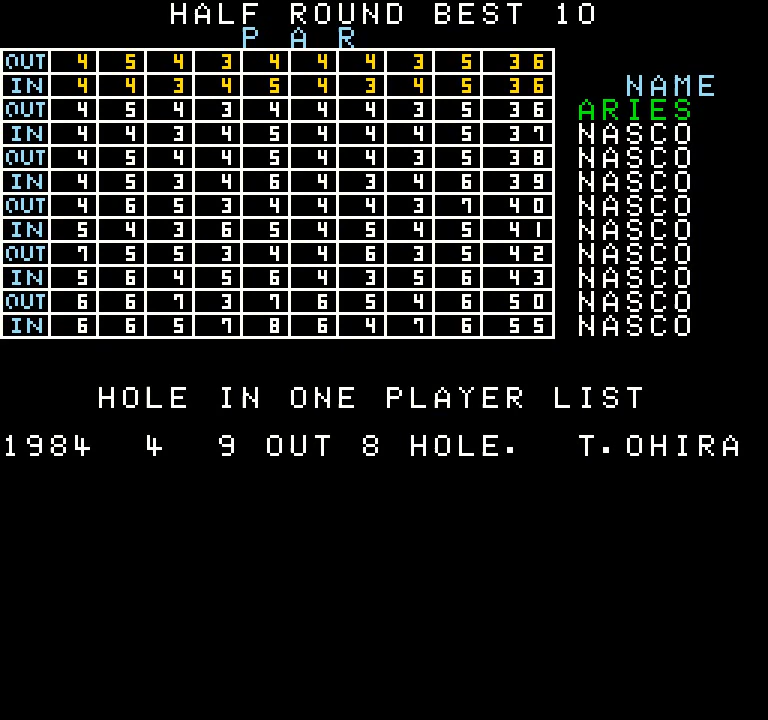 HALF ROUND BEST 10
P A R
OUT 4 5 4 3 4 4 4 3 5 36
IN 4 4 3 4 5 4 3 4 5 36 NAME
OUT 4 5 4 3 4 4 4 3 5 36 ARIES
IN 4 4 3 4 5 4 4 4 5 37 NASCO
OUT 4 5 4 4 5 4 4 3 5 38 NASCO
IN 4 5 3 4 6 4 3 4 6 39 NASCO
OUT 4 6 5 3 4 4 4 3 7 40 NASCO
IN 5 4 3 6 5 4 5 4 5 41 NASCO
OUT 7 5 5 3 4 4 6 3 5 42 NASCO
IN 5 6 4 5 6 4 3 5 6 43 NASCO
OUT 6 6 7 3 7 6 5 4 6 50 NASCO
IN 6 6 5 7 8 6 4 7 6 55 NASCO
HOLE IN ONE PLAYER LIST
1984 4 9 OUT 8 HOLE. T.OHIRA